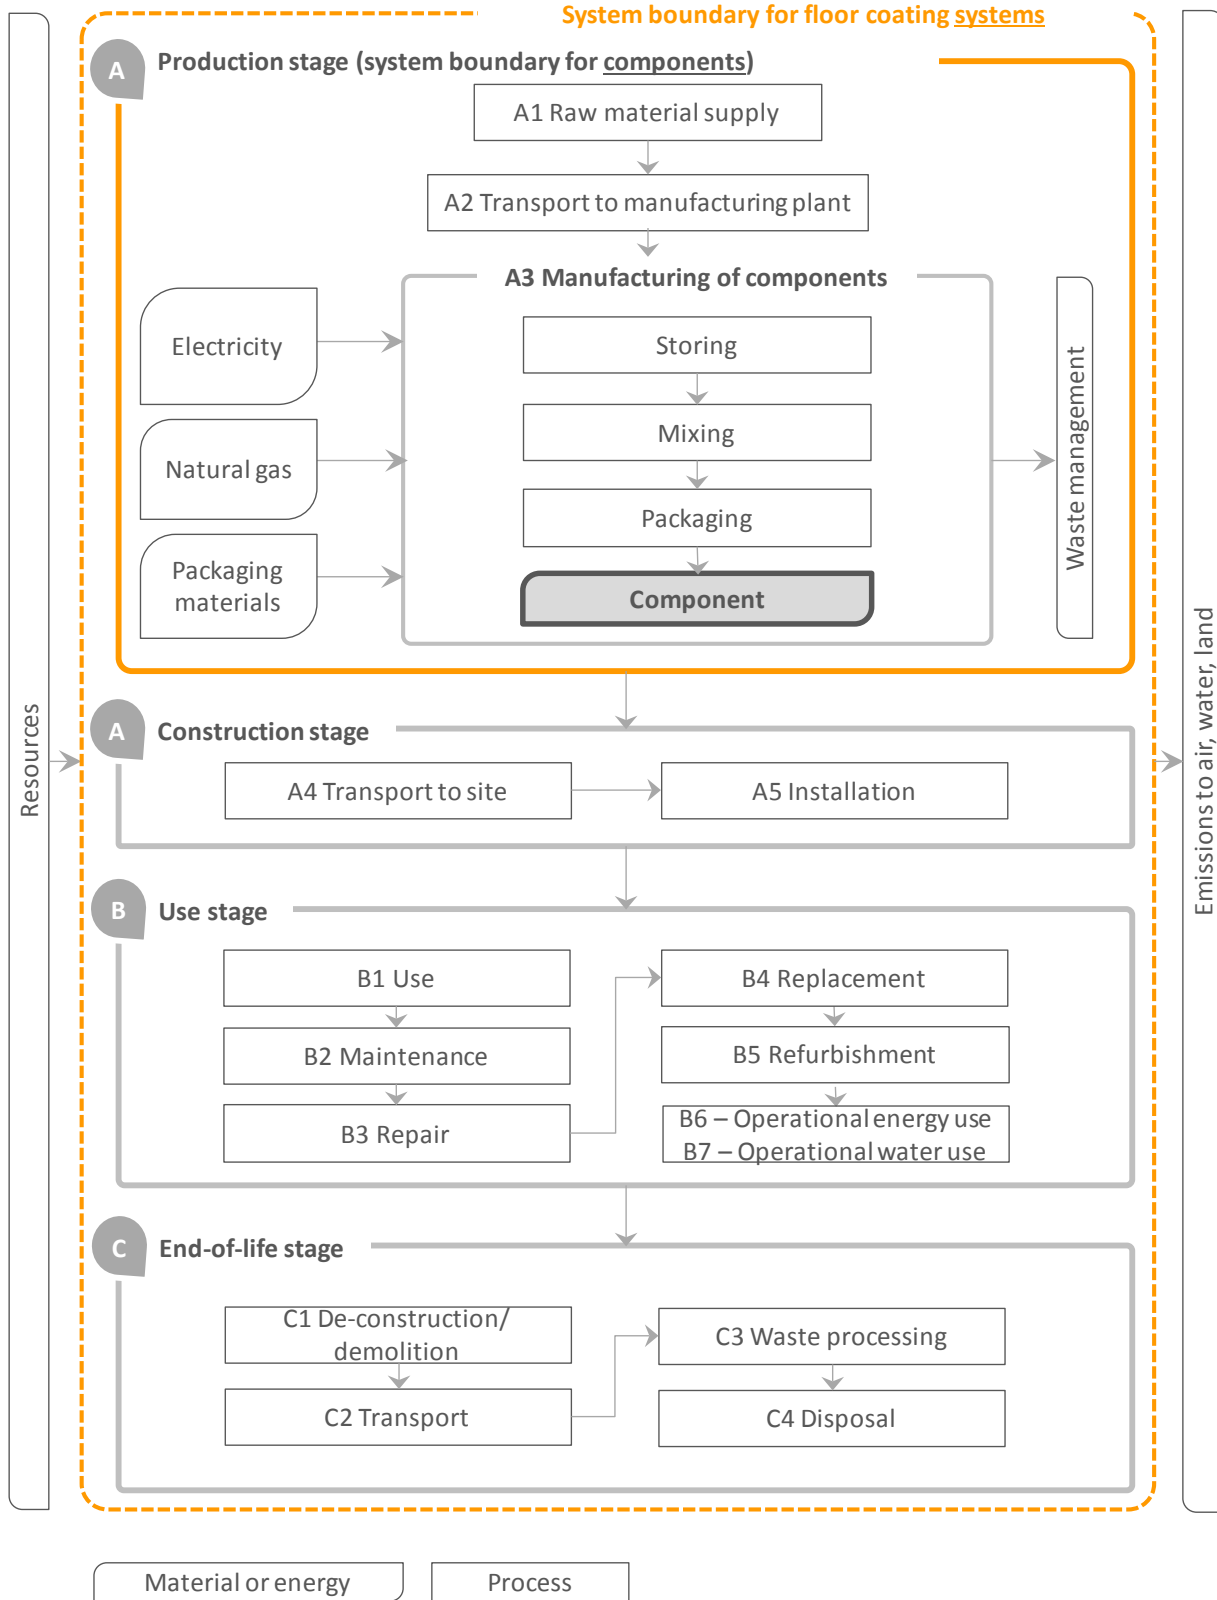 System boundary for floor coating systems
A
Production stage (system boundary for components)
A1 Raw material supply
A2 Transport to manufacturing plant
A3 Manufacturing of components
Electricity
Natural gas
Packaging
materials
Storing
Mixing
Packaging
Component
Waste management
Resources
Emissions to air, water, land
A
Construction stage
A4 Transport to site
A5 Installation
B
Use stage
B1 Use
B2 Maintenance
B3 Repair
B4 Replacement
B5 Refurbishment
B6 – Operational energy use
B7 – Operational water use
C
End-of-life stage
C1 De-construction/
demolition
C2 Transport
C3 Waste processing
C4 Disposal
Material or energy
Process